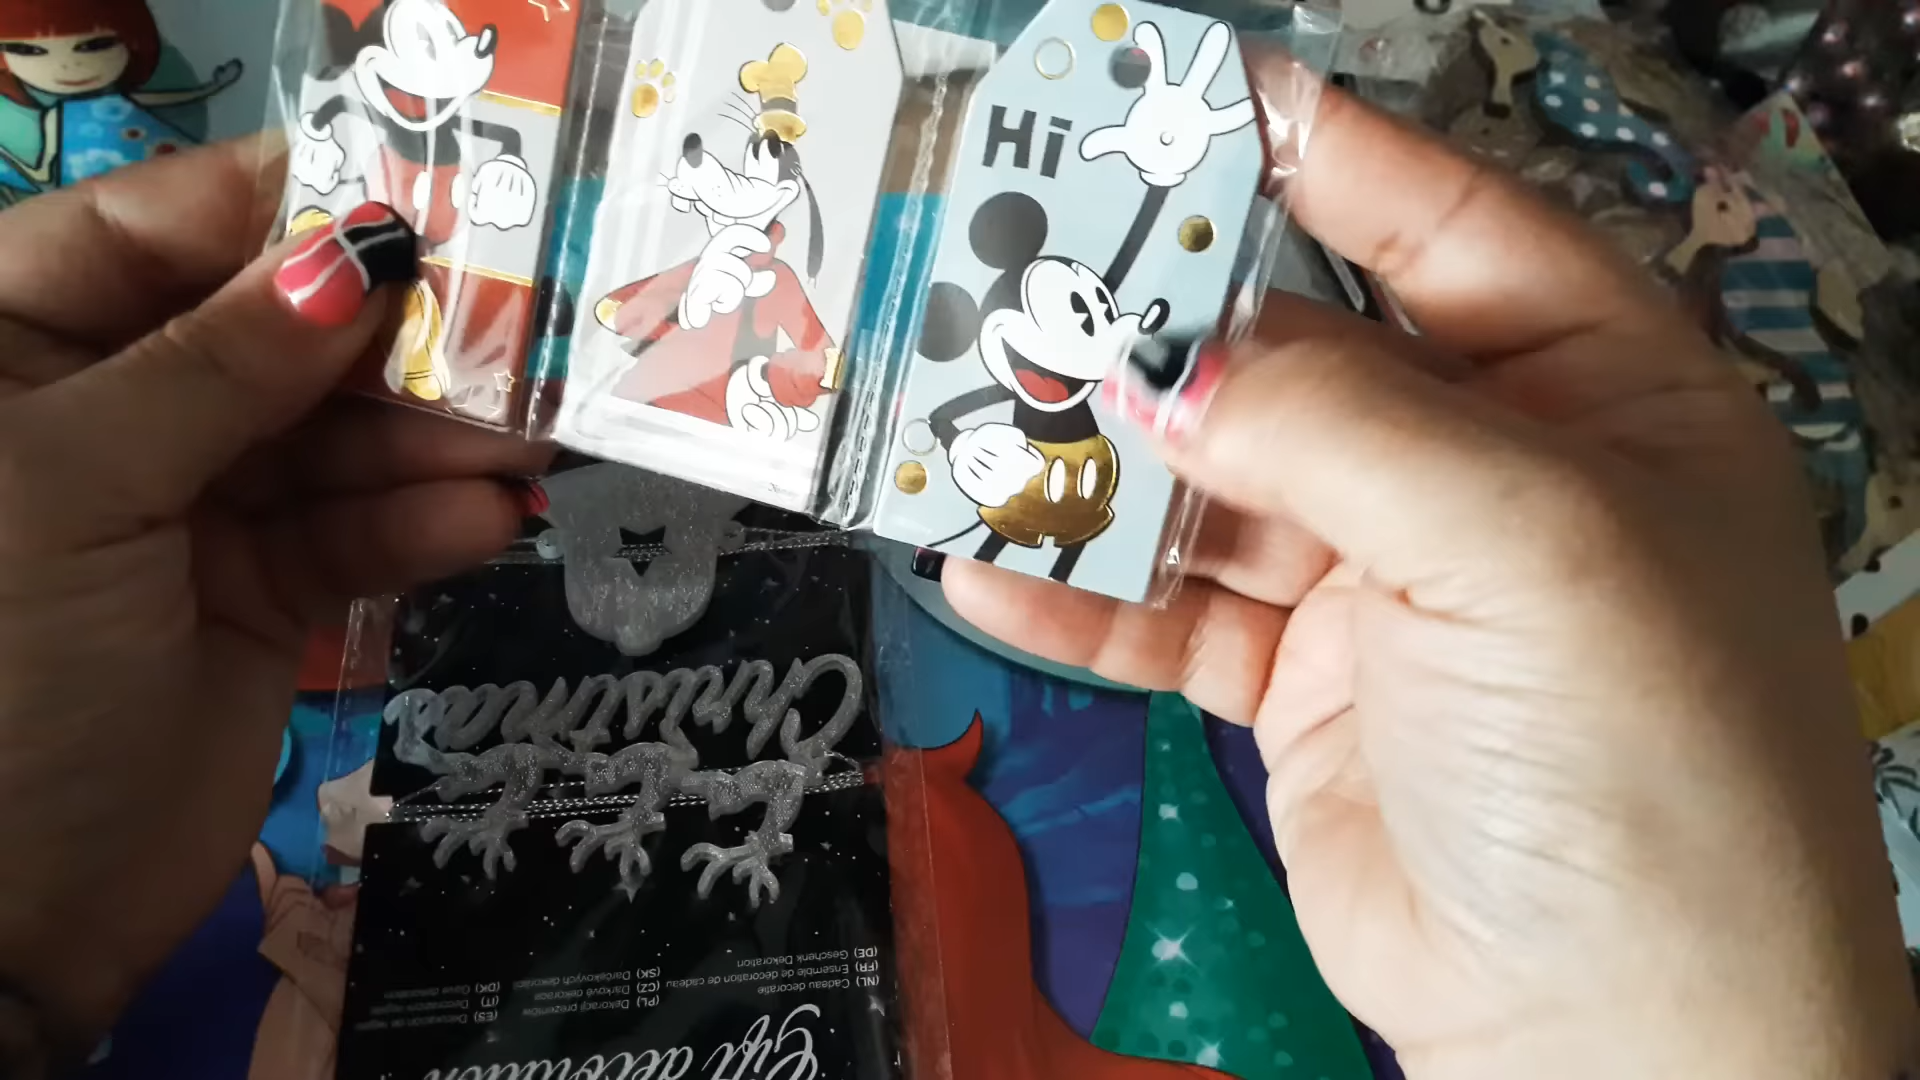 Hi
Christmas
Gift decoration
(NL) Cadeau decoratie
(FR) Ensemble de décoration de cadeau
(DE) Geschenk Dekoration
(PL) Dekoracji prezentów
(CZ) Dárkové dekorace
(SK) Darčekových dekorácií
(ES) Decoración de regalo
(IT) Decorazioni regalo
(DK) Gave dekoration